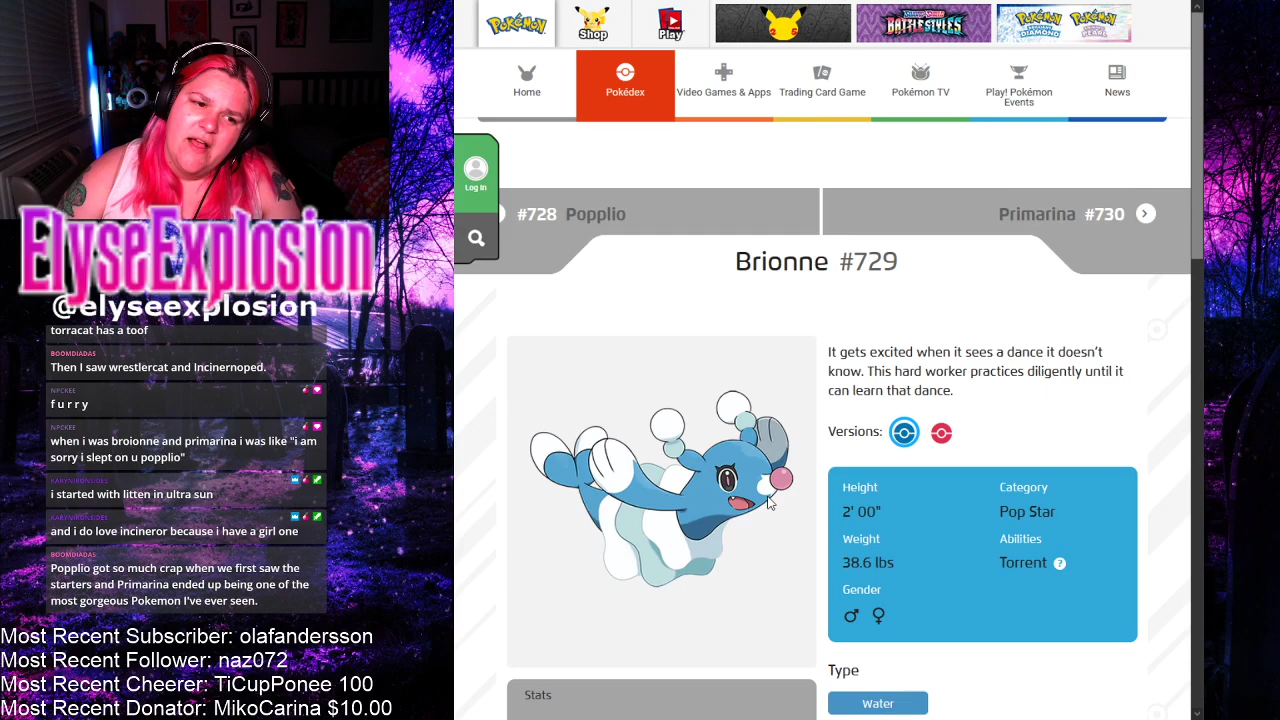 Pokémon
Shop
Play
25
BATTLE STYLES
Home
Pokédex
Video Games & Apps
Trading Card Game
Pokémon TV
Play! Pokémon
Events
News
Log In
#728 Popplio
Primarina #730
Brionne #729
It gets excited when it sees a dance it doesn’t
know. This hard worker practices diligently until it
can learn that dance.
Versions:
Height
2' 00"
Weight
38.6 lbs
Gender
Category
Pop Star
Abilities
Torrent ?
Type
Water
Stats
ElyseExplosion
@elyseexplosion
torracat has a toof
BOOMDIADAS
Then I saw wrestlercat and Incinernoped.
NPCKEE
f u r r y
NPCKEE
when i was broionne and primarina i was like "i am
sorry i slept on u popplio"
KARYNIRONSIDES
i started with litten in ultra sun
KARYNIRONSIDES
and i do love incineror because i have a girl one
BOOMDIADAS
Popplio got so much crap when we first saw the
starters and Primarina ended up being one of the
most gorgeous Pokemon I've ever seen.
Most Recent Subscriber: olafandersson
Most Recent Follower: naz072
Most Recent Cheerer: TiCupPonee 100
Most Recent Donator: MikoCarina $10.00